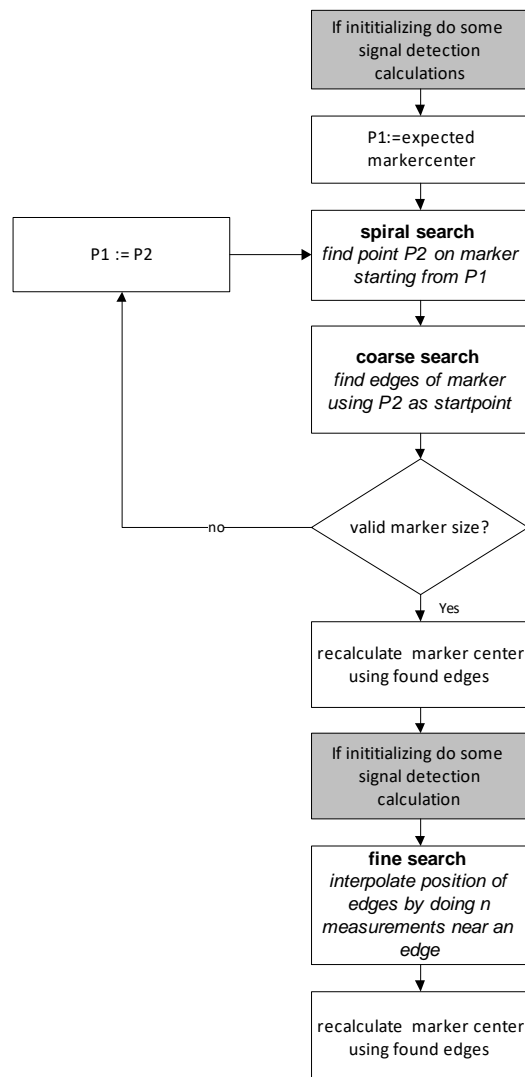 If inititializing do some
signal detection
calculations
P1:=expected
markercenter
spiral search
find point P2 on marker
starting from P1
P1 := P2
coarse search
find edges of marker
using P2 as startpoint
valid marker size?
no
Yes
recalculate marker center
using found edges
If inititializing do some
signal detection
calculation
fine search
interpolate position of
edges by doing n
measurements near an
edge
recalculate marker center
using found edges